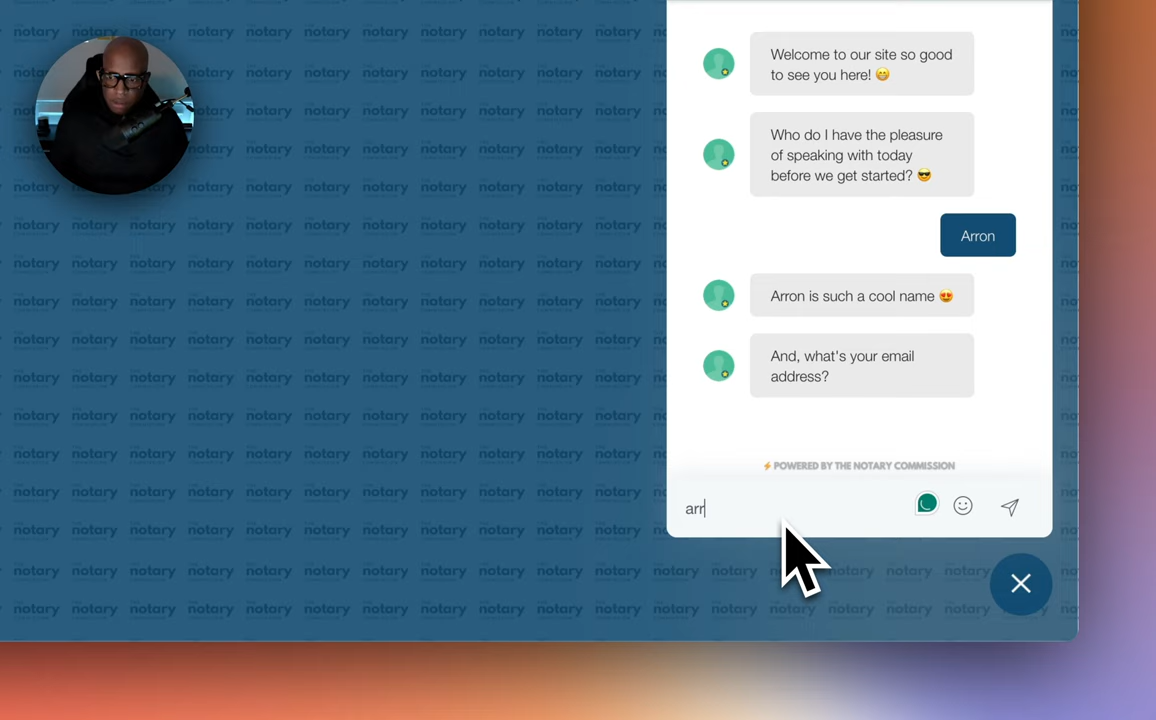 Welcome to our site so good
to see you here! 😁
Who do I have the pleasure
of speaking with today
before we get started? 😎
Arron
Arron is such a cool name 😍
And, what's your email
address?
⚡ POWERED BY THE NOTARY COMMISSION
arr
notary